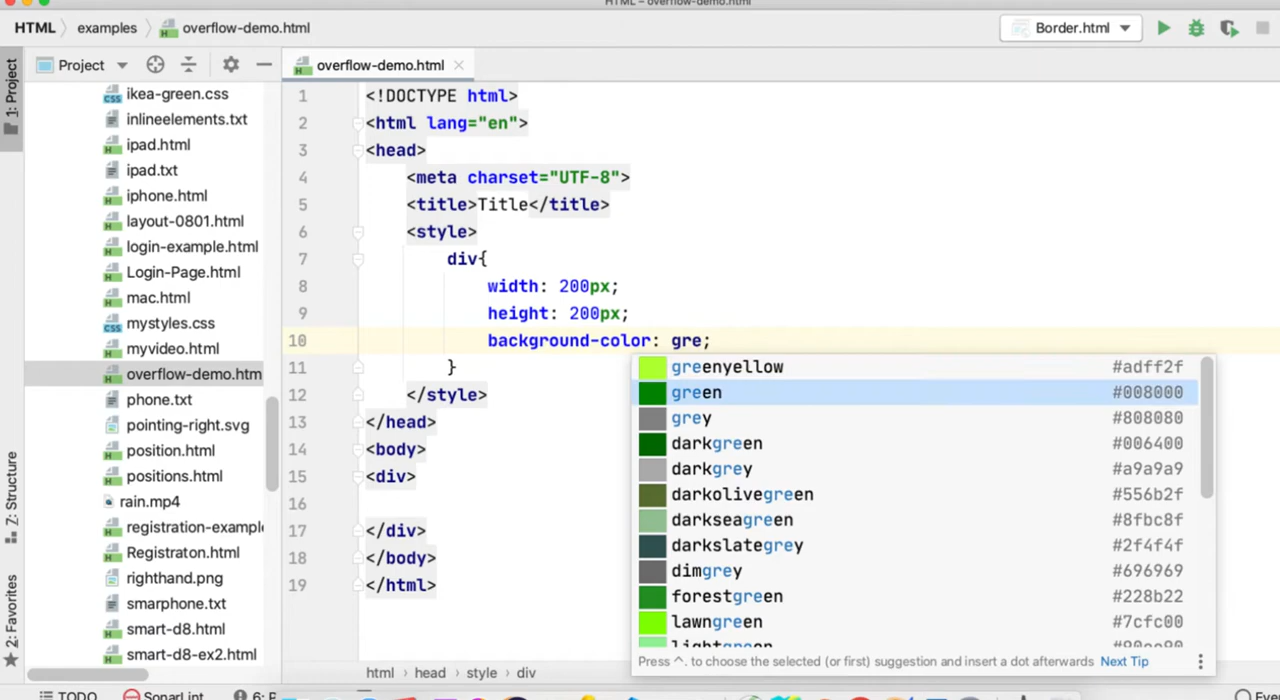 HTML – overflow-demo.html
HTML examples overflow-demo.html Border.html
1: Project
Project
overflow-demo.html
ikea-green.css
inlineelements.txt
ipad.html
ipad.txt
iphone.html
layout-0801.html
login-example.html
Login-Page.html
mac.html
mystyles.css
myvideo.html
overflow-demo.htm
phone.txt
pointing-right.svg
position.html
positions.html
rain.mp4
registration-example
Registraton.html
righthand.png
smarphone.txt
smart-d8.html
smart-d8-ex2.html
Z: Structure
2: Favorites
1 <!DOCTYPE html>
2 <html lang="en">
3 <head>
4 <meta charset="UTF-8">
5 <title>Title</title>
6 <style>
7 div{
8 width: 200px;
9 height: 200px;
10 background-color: gre;
11 }
12 </style>
13 </head>
14 <body>
15 <div>
16
17 </div>
18 </body>
19 </html>
greenyellow #adff2f
green #008000
grey #808080
darkgreen #006400
darkgrey #a9a9a9
darkolivegreen #556b2f
darkseagreen #8fbc8f
darkslategrey #2f4f4f
dimgrey #696969
forestgreen #228b22
lawngreen #7cfc00
lightgreen #90ee90
Press ^. to choose the selected (or first) suggestion and insert a dot afterwards Next Tip
html head style div
TODO SonarLint 6: P